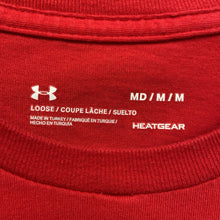 MD / M / M
LOOSE / COUPE LÂCHE / SUELTO
MADE IN TURKEY / FABRIQUÉ EN TURQUIE /
HECHO EN TURQUÍA
HEATGEAR